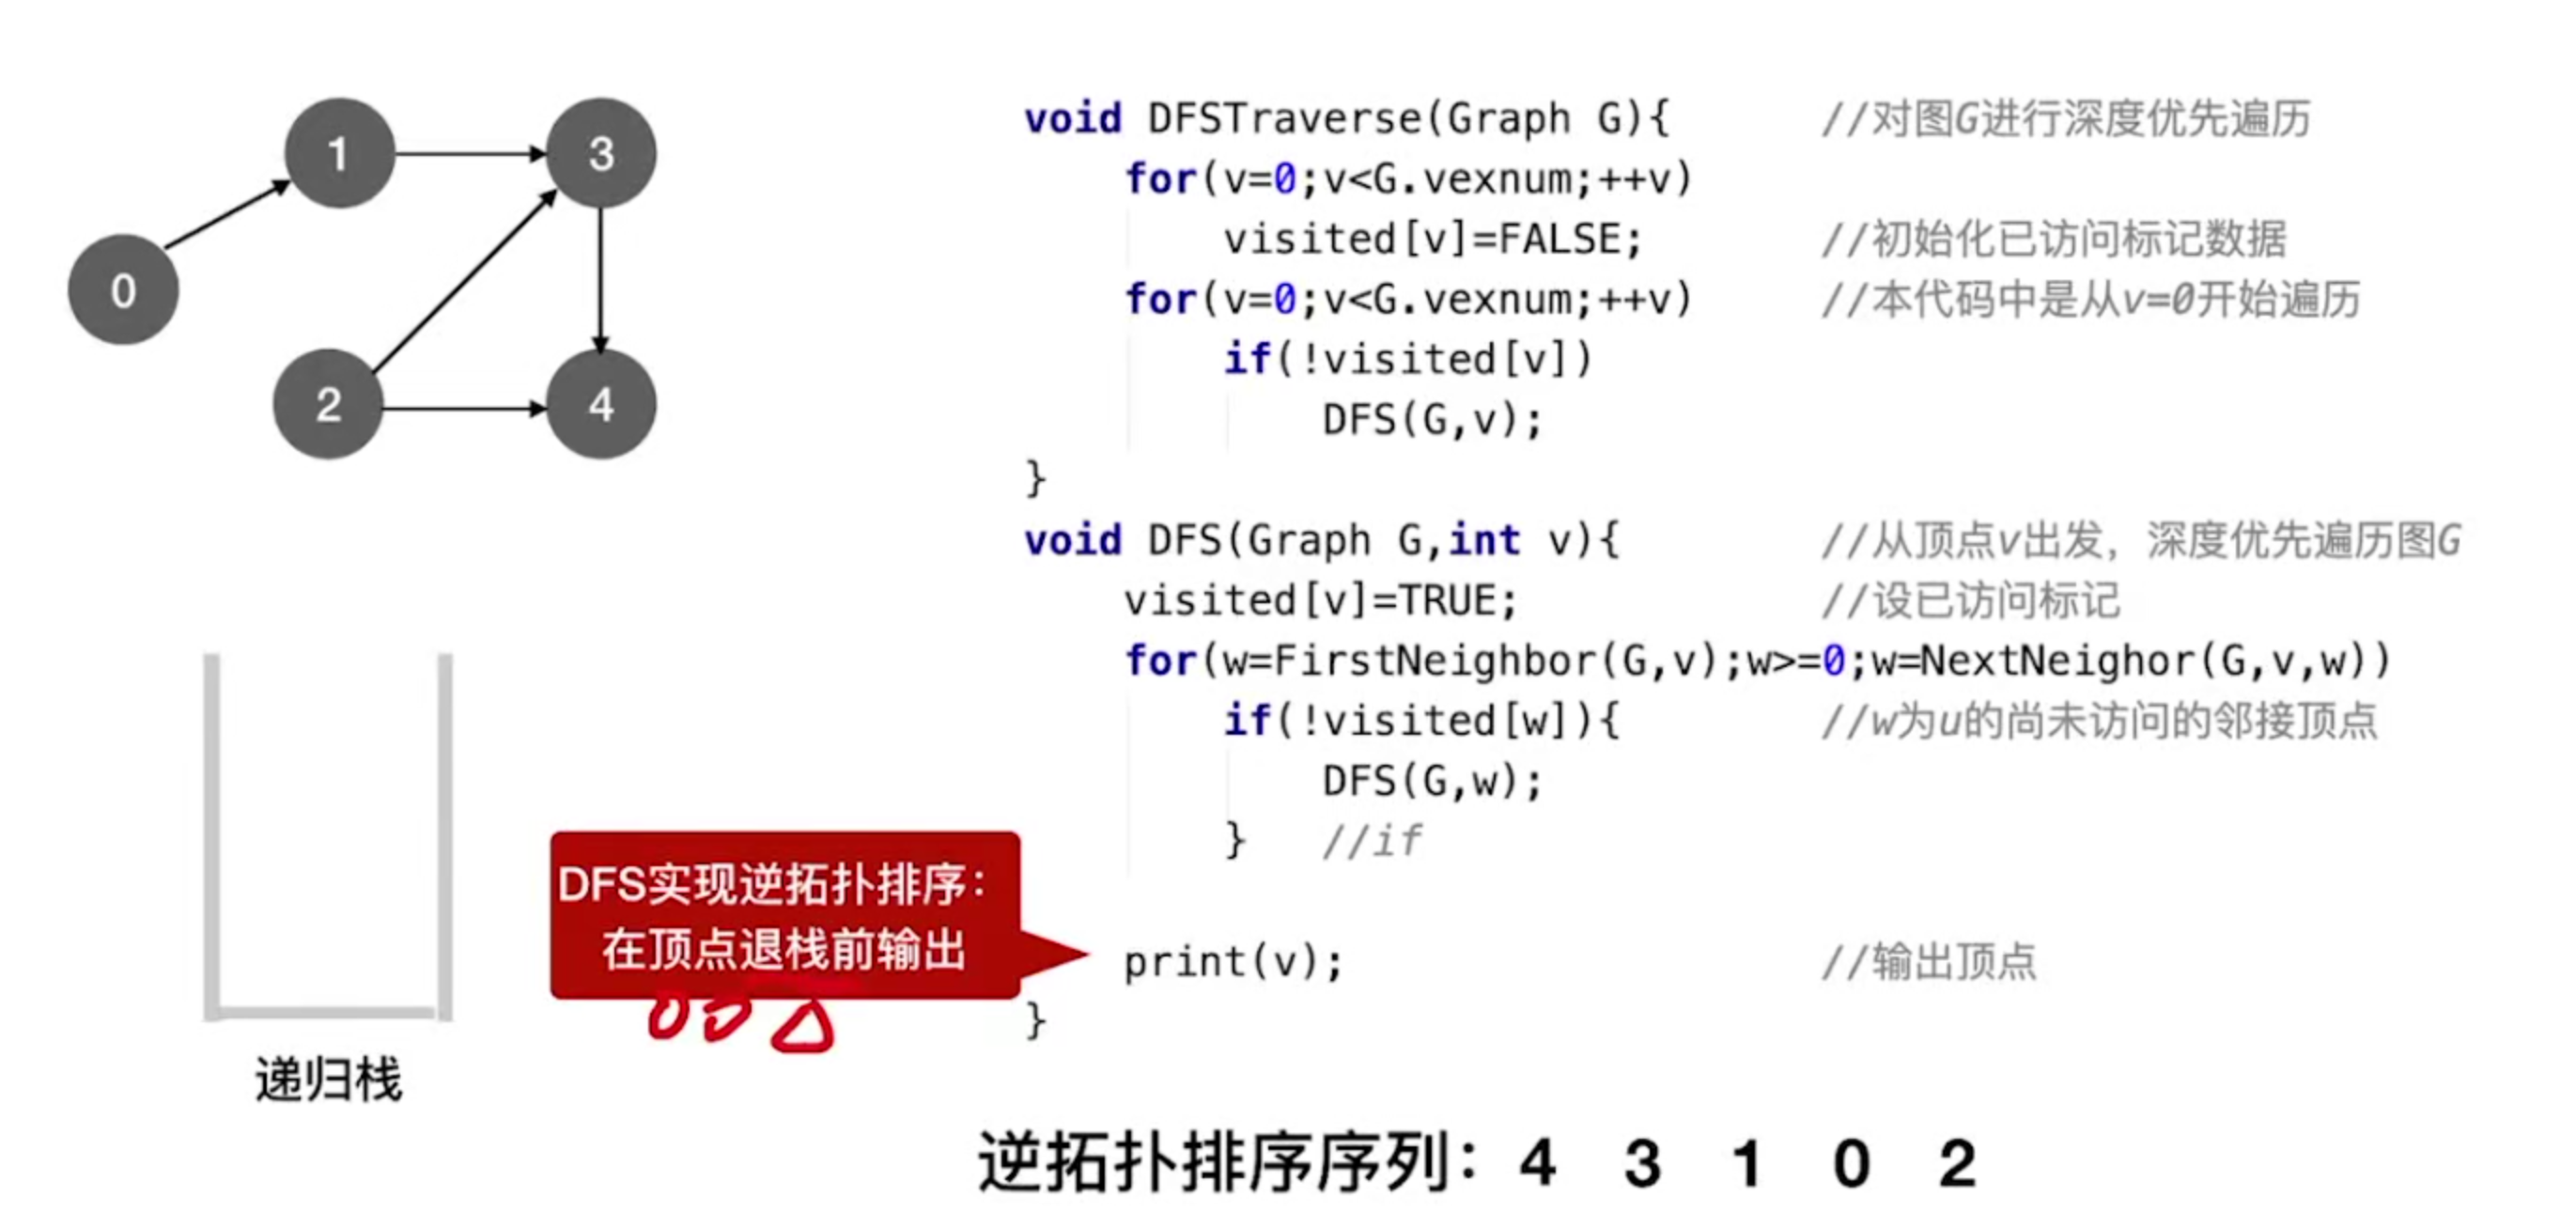 1
3
0
2
4
递归栈
DFS实现逆拓扑排序：
在顶点退栈前输出
void DFSTraverse(Graph G){ //对图G进行深度优先遍历
for(v=0;v<G.vexnum;++v)
visited[v]=FALSE; //初始化已访问标记数据
for(v=0;v<G.vexnum;++v) //本代码中是从v=0开始遍历
if(!visited[v])
DFS(G,v);
}
void DFS(Graph G,int v){ //从顶点v出发，深度优先遍历图G
visited[v]=TRUE; //设已访问标记
for(w=FirstNeighbor(G,v);w>=0;w=NextNeighor(G,v,w))
if(!visited[w]){ //w为u的尚未访问的邻接顶点
DFS(G,w);
} //if
print(v); //输出顶点
}
逆拓扑排序序列：4 3 1 0 2